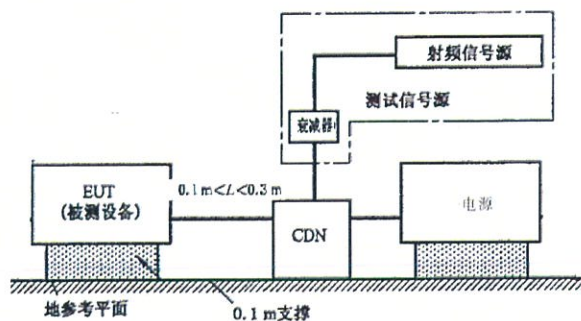 射频信号源
测试信号源
衰减器
EUT
(被测设备)
0.1 m<L<0.3 m
CDN
电源
地参考平面
0.1 m支撑